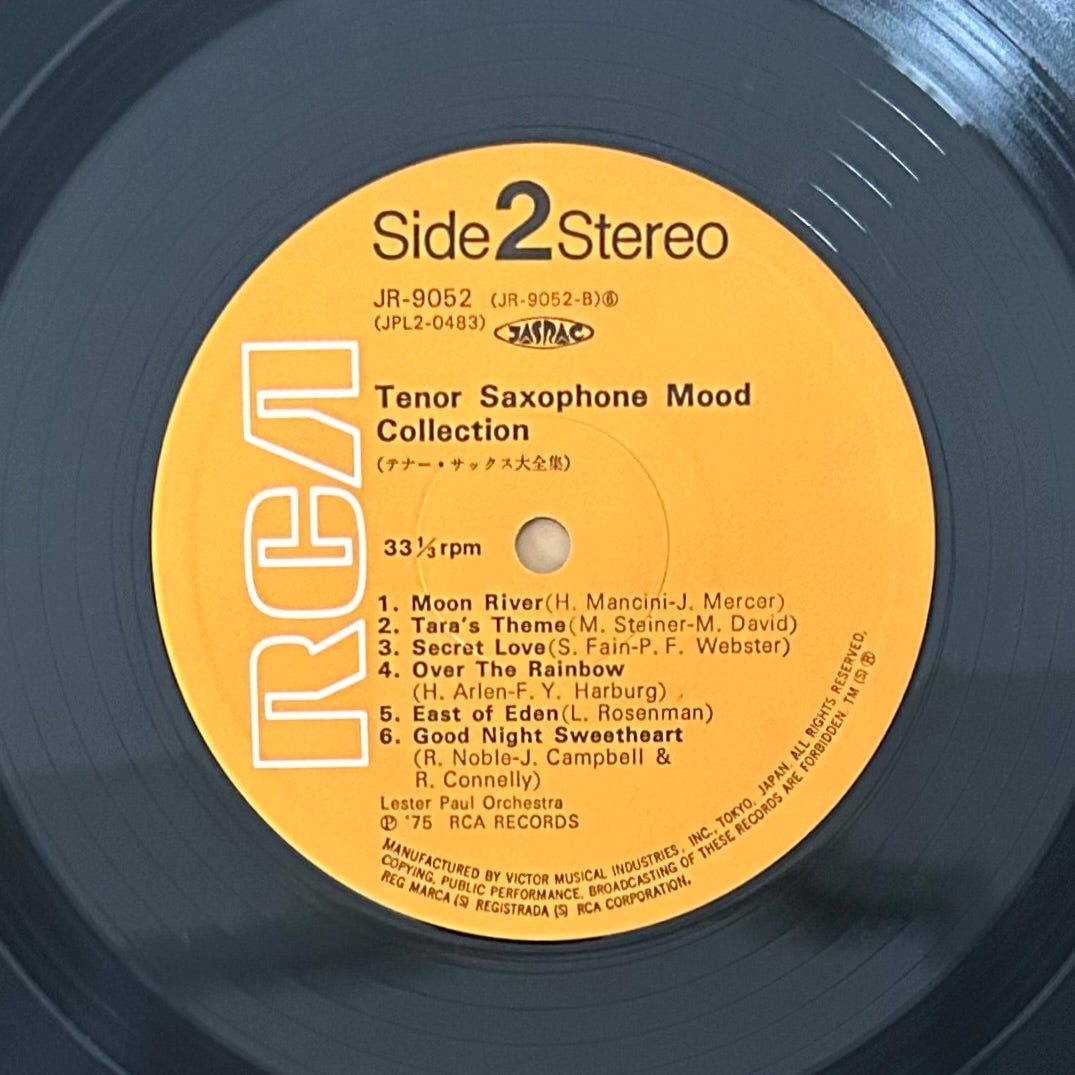 Side 2 Stereo
JR-9052 (JR-9052-B)⑥
(JPL2-0483) JASRAC
RCA
Tenor Saxophone Mood
Collection
(テナー・サックス大全集)
33⅓rpm
1. Moon River(H. Mancini-J. Mercer)
2. Tara's Theme(M. Steiner-M. David)
3. Secret Love(S. Fain-P. F. Webster)
4. Over The Rainbow
(H. Arlen-F. Y. Harburg)
5. East of Eden(L. Rosenman)
6. Good Night Sweetheart
(R. Noble-J. Campbell &
R. Connelly)
Lester Paul Orchestra
℗ '75 RCA RECORDS
MANUFACTURED BY VICTOR MUSICAL INDUSTRIES, INC., TOKYO, JAPAN. ALL RIGHTS RESERVED.
COPYING, PUBLIC PERFORMANCE, BROADCASTING OF THESE RECORDS ARE FORBIDDEN. TM (S) ®
REG MARCA (S) REGISTRADA (S) RCA CORPORATION.